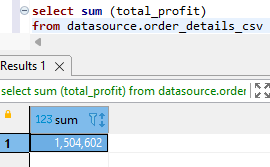 select sum (total_profit)
from datasource.order_details_csv
Results 1
select sum (total_profit) from datasource.order
123 sum
1 1,504,602